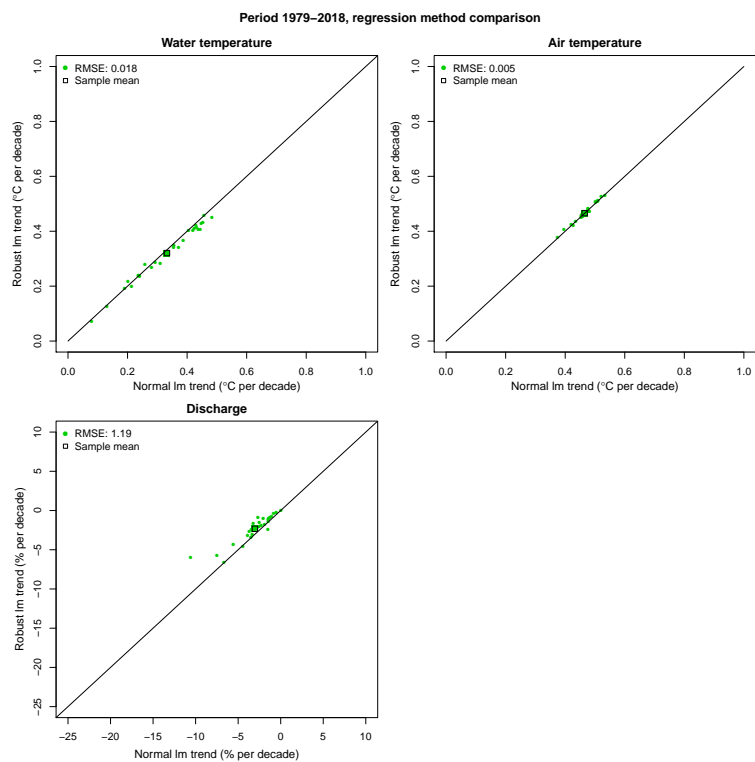 Period 1979−2018, regression method comparison
Water temperature
RMSE: 0.018
Sample mean
Robust lm trend (°C per decade)
1.0
0.8
0.6
0.4
0.2
0.0
0.0 0.2 0.4 0.6 0.8 1.0
Normal lm trend (°C per decade)
Air temperature
RMSE: 0.005
Sample mean
Robust lm trend (°C per decade)
1.0
0.8
0.6
0.4
0.2
0.0
0.0 0.2 0.4 0.6 0.8 1.0
Normal lm trend (°C per decade)
Discharge
RMSE: 1.19
Sample mean
Robust lm trend (% per decade)
10
5
0
−5
−10
−15
−20
−25
−25 −20 −15 −10 −5 0 5 10
Normal lm trend (% per decade)